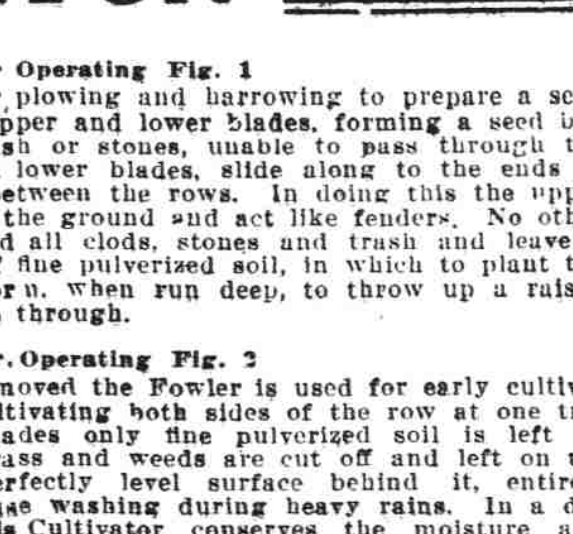 Operating Fig. 1
plowing and harrowing to prepare a se
pper and lower blades, forming a seed b
sh or stones, unable to pass through t
lower blades, slide along to the ends
etween the rows. In doing this the upp
the ground and act like fenders. No oth
d all clods, stones and trash and leave
fine pulverized soil, in which to plant t
orn. when run deep, to throw up a rais
through.
r. Operating Fig. 2
moved the Fowler is used for early cultiv
ltivating both sides of the row at one tr
ades only fine pulverized soil is left
ass and weeds are cut off and left on t
erfectly level surface behind it, entire
use washing during heavy rains. In a d
Cultivator conserves the moisture a